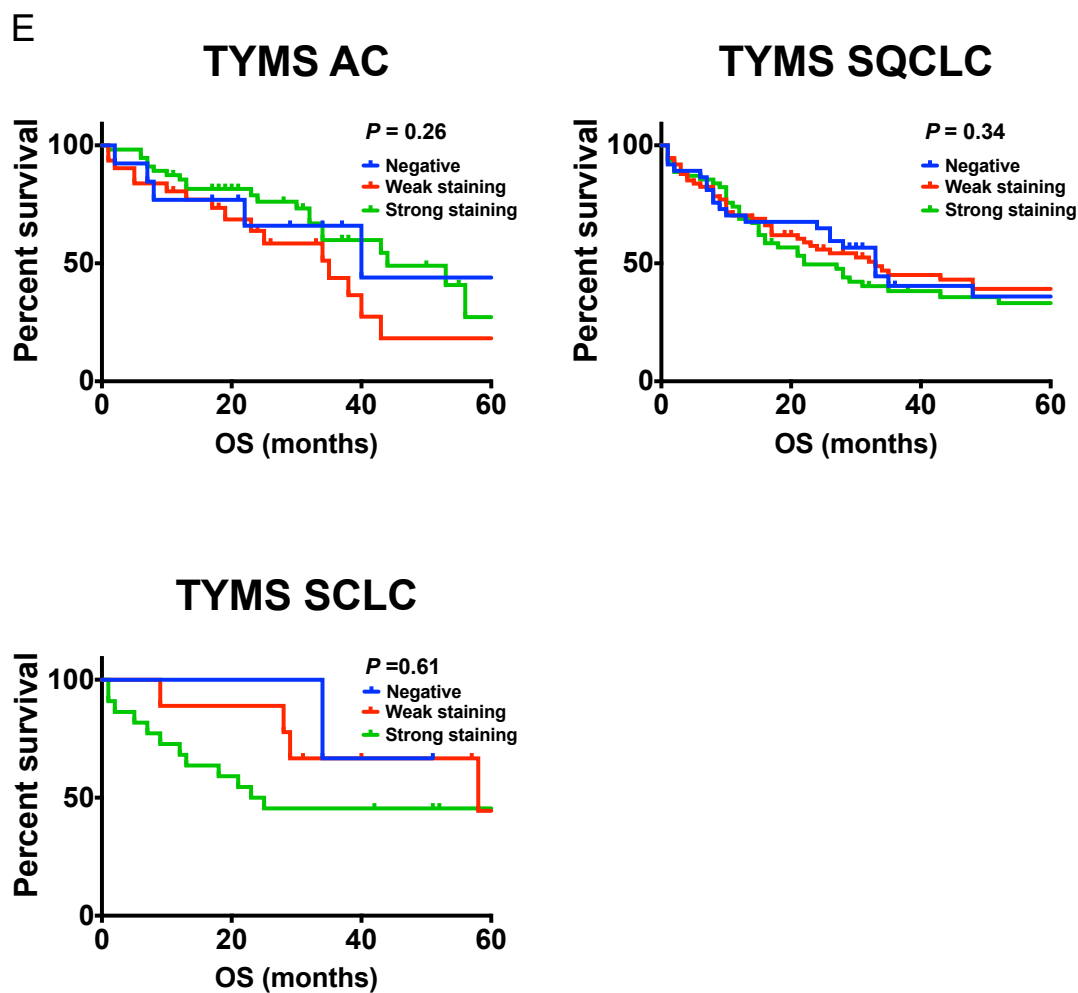 E
TYMS AC
Percent survival
P = 0.26
Negative
Weak staining
Strong staining
100
50
0
0 20 40 60
OS (months)
TYMS SQCLC
Percent survival
P = 0.34
Negative
Weak staining
Strong staining
100
50
0
0 20 40 60
OS (months)
TYMS SCLC
Percent survival
P =0.61
Negative
Weak staining
Strong staining
100
50
0
0 20 40 60
OS (months)